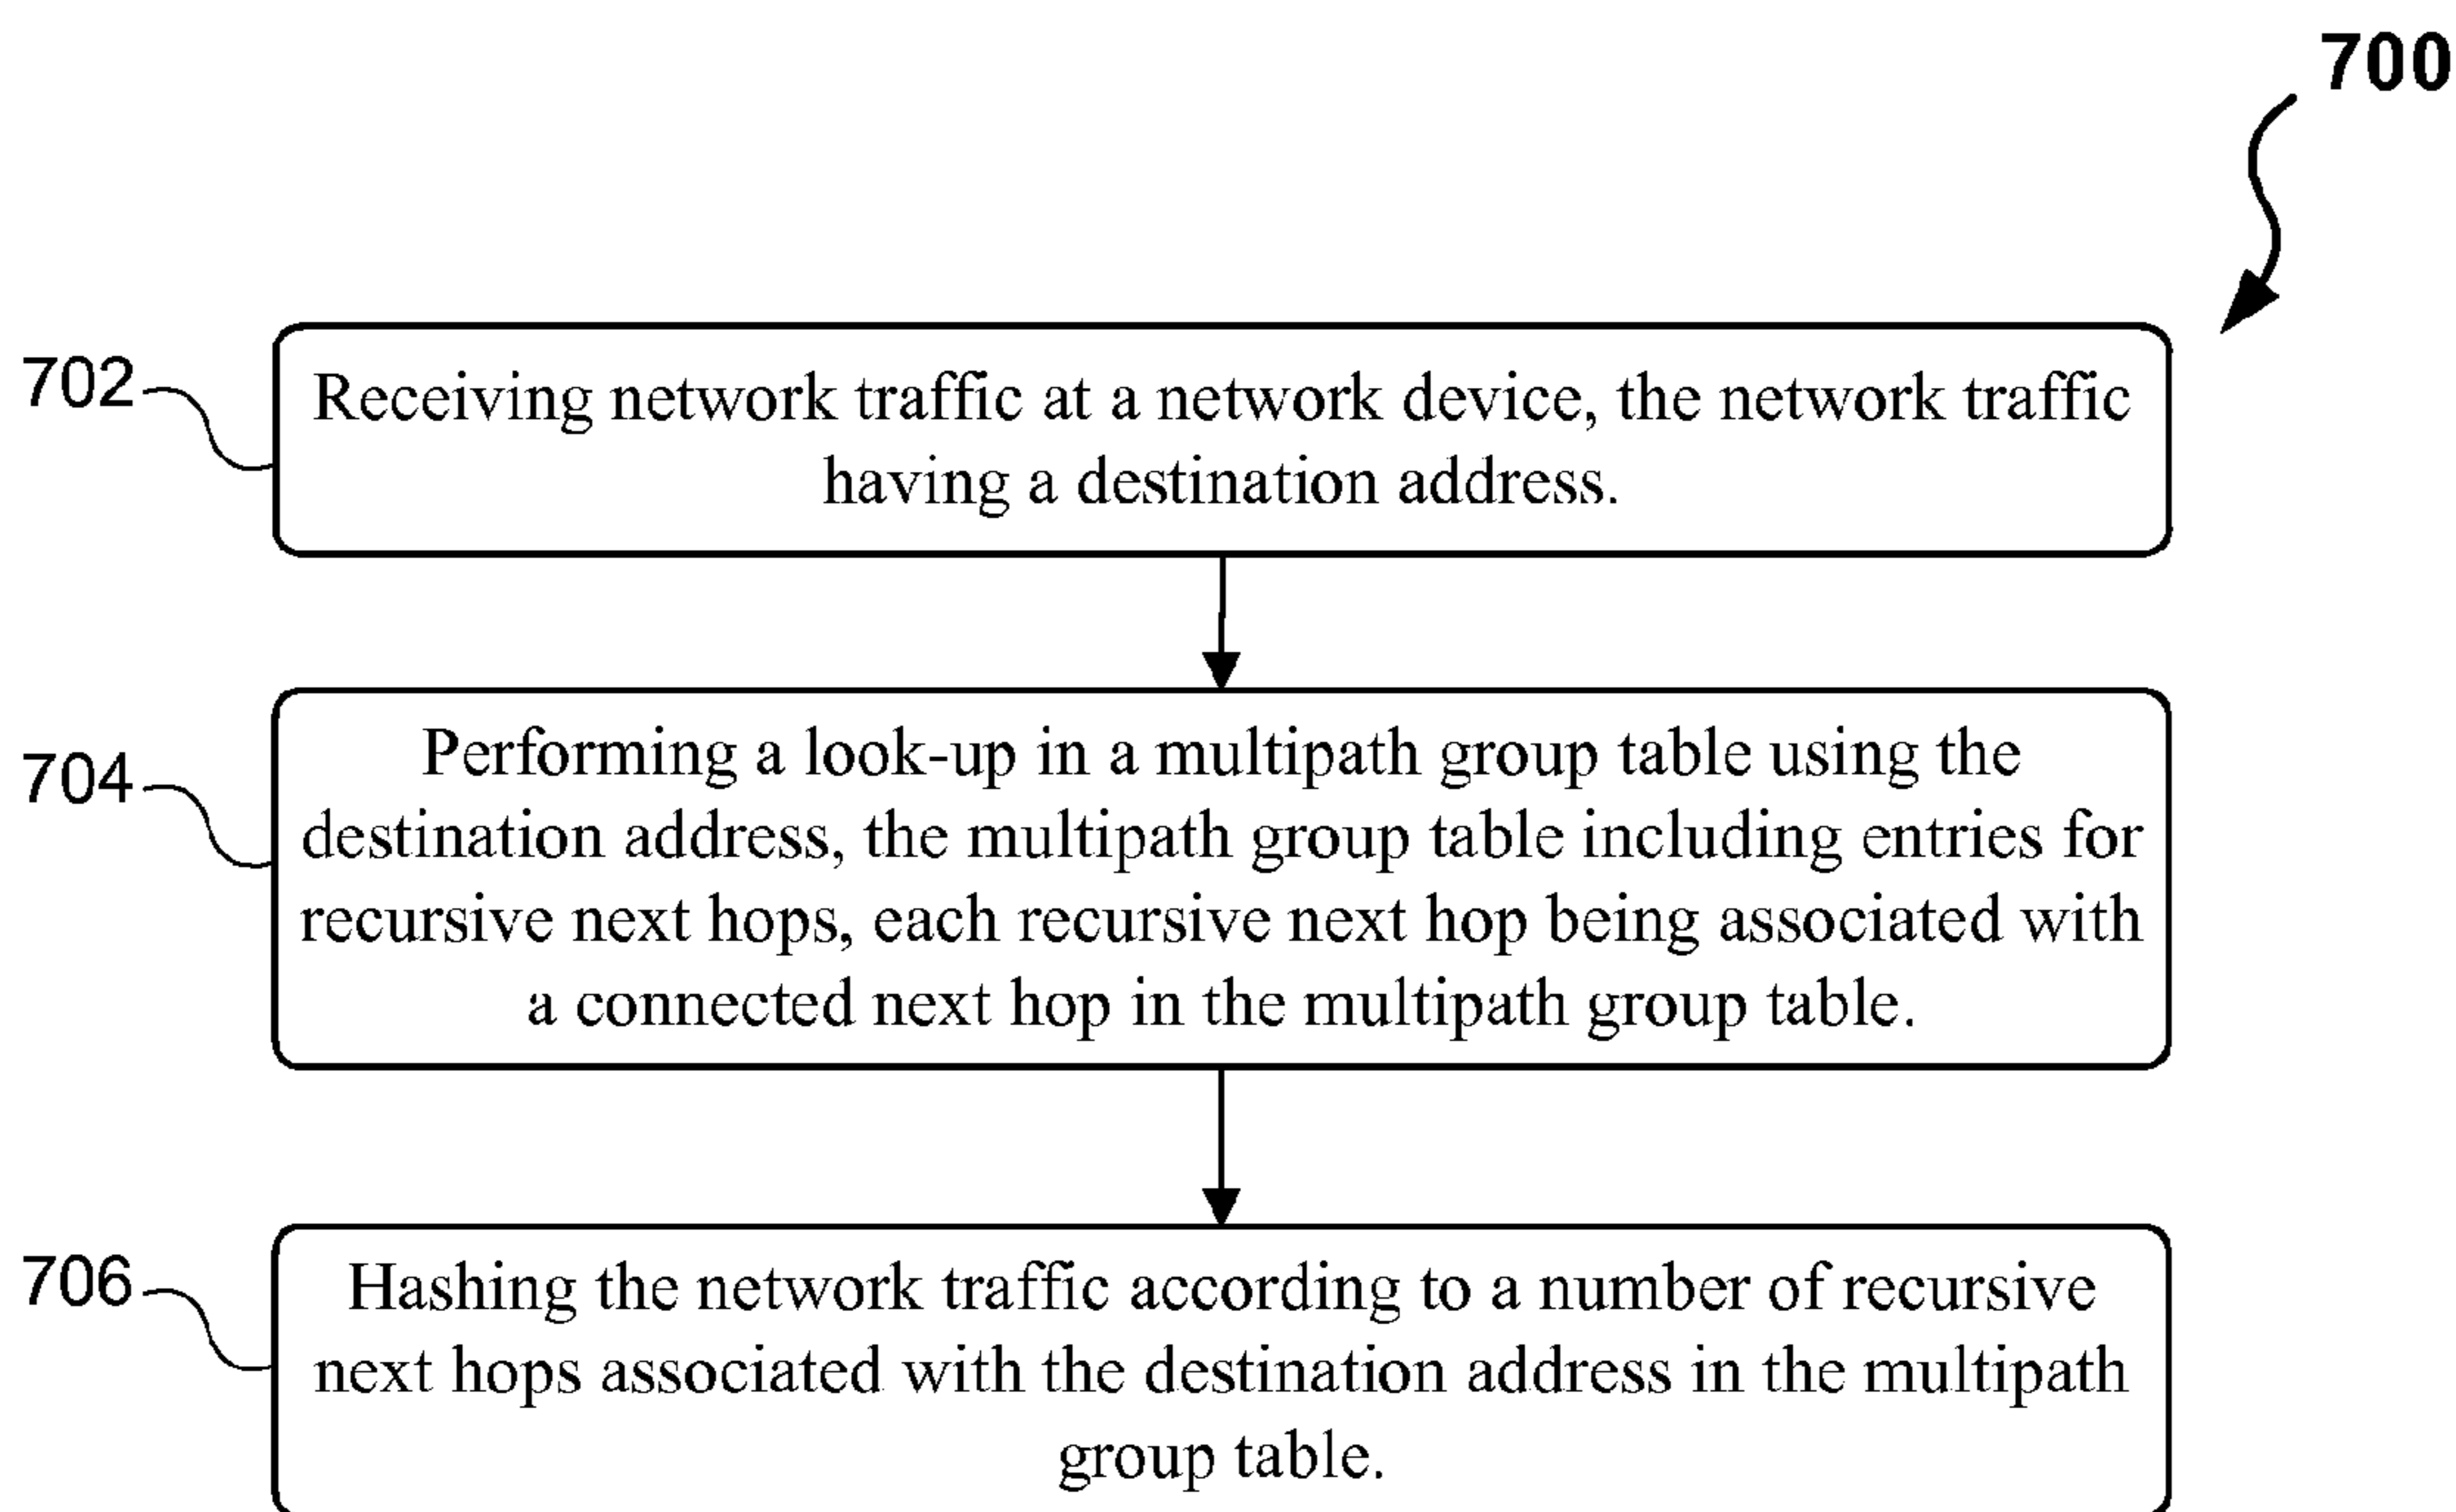 700
702
Receiving network traffic at a network device, the network traffic
having a destination address.
704
Performing a look-up in a multipath group table using the
destination address, the multipath group table including entries for
recursive next hops, each recursive next hop being associated with
a connected next hop in the multipath group table.
706
Hashing the network traffic according to a number of recursive
next hops associated with the destination address in the multipath
group table.